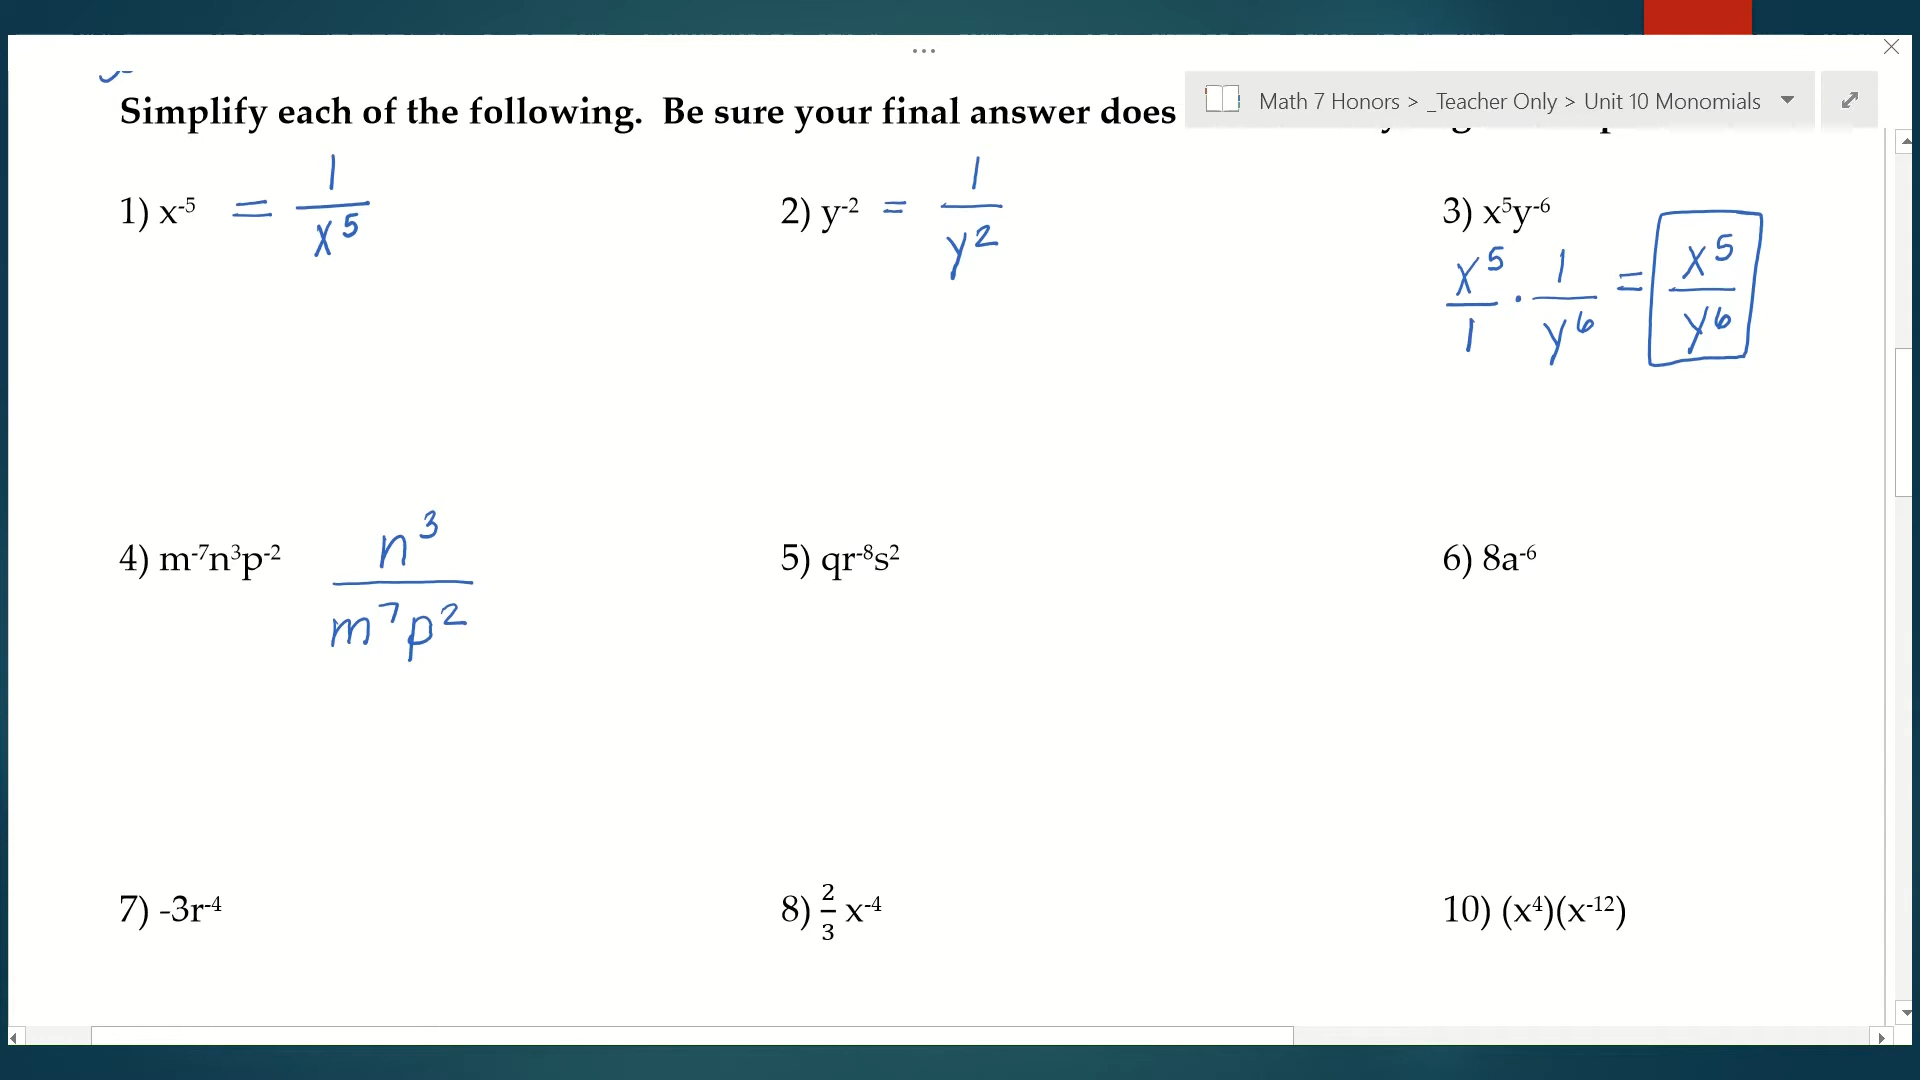 Simplify each of the following. Be sure your final answer does
Math 7 Honors > _Teacher Only > Unit 10 Monomials
1) x⁻⁵ = 1/x⁵
2) y⁻² = 1/y²
3) x⁵y⁻⁶
x⁵/1 · 1/y⁶ = x⁵/y⁶
4) m⁻⁷n³p⁻² n³/m⁷p²
5) qr⁻⁸s²
6) 8a⁻⁶
7) -3r⁻⁴
8) 2/3 x⁻⁴
10) (x⁴)(x⁻¹²)